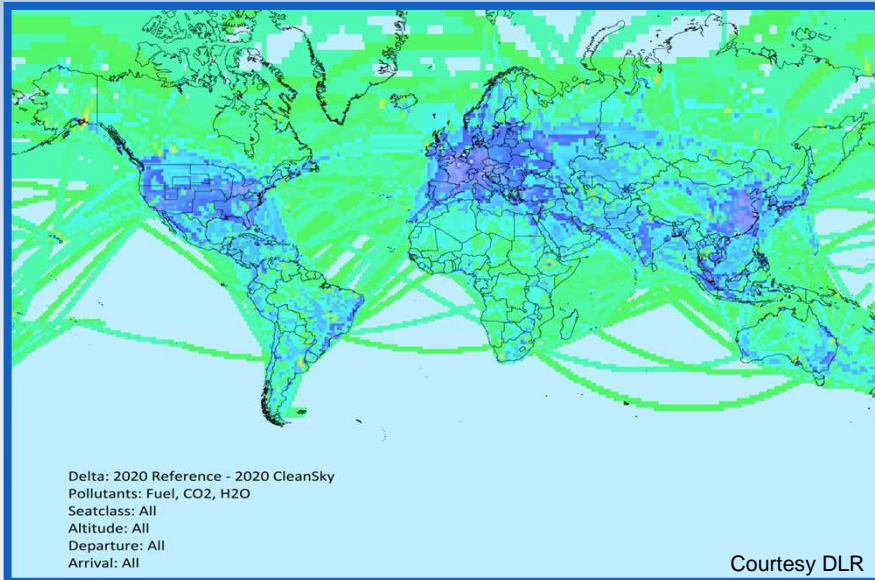 Delta: 2020 Reference - 2020 CleanSky
Pollutants: Fuel, CO2, H2O
Seatclass: All
Altitude: All
Departure: All
Arrival: All
Courtesy DLR